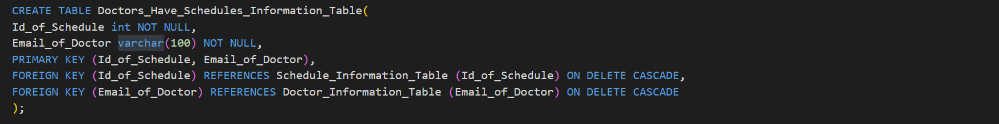 CREATE TABLE Doctors_Have_Schedules_Information_Table(
Id_of_Schedule int NOT NULL,
Email_of_Doctor varchar(100) NOT NULL,
PRIMARY KEY (Id_of_Schedule, Email_of_Doctor),
FOREIGN KEY (Id_of_Schedule) REFERENCES Schedule_Information_Table (Id_of_Schedule) ON DELETE CASCADE,
FOREIGN KEY (Email_of_Doctor) REFERENCES Doctor_Information_Table (Email_of_Doctor) ON DELETE CASCADE
);